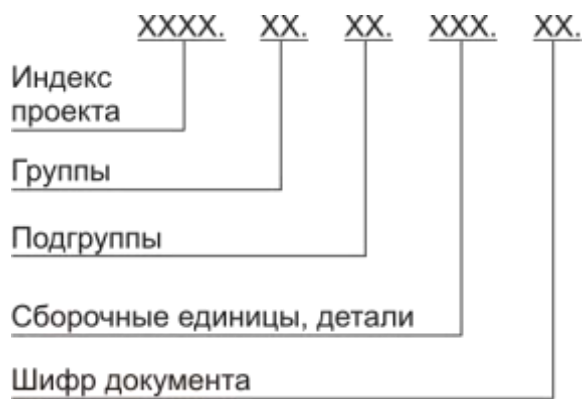 XXXX. XX. XX. XXX. XX.
Индекс
проекта
Группы
Подгруппы
Сборочные единицы, детали
Шифр документа